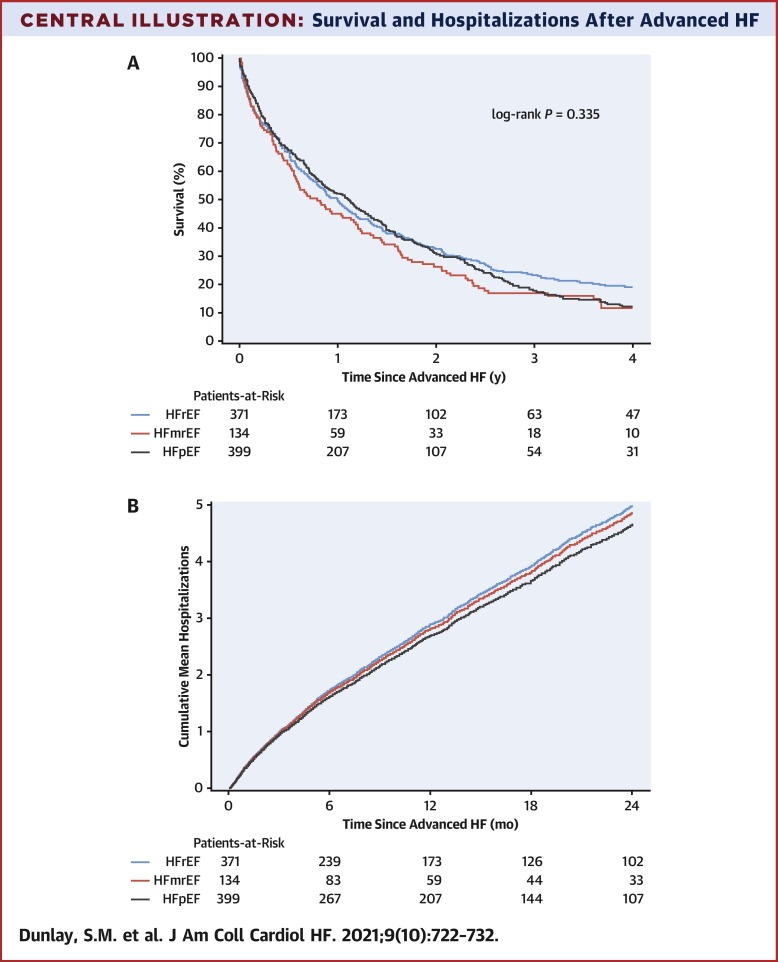 CENTRAL ILLUSTRATION: Survival and Hospitalizations After Advanced HF
A
100
90
80
70
60
50
40
30
20
10
0
Survival (%)
log-rank P = 0.335
0 1 2 3 4
Time Since Advanced HF (y)
Patients-at-Risk
HFrEF 371 173 102 63 47
HFmrEF 134 59 33 18 10
HFpEF 399 207 107 54 31
B
5
4
3
2
1
0
Cumulative Mean Hospitalizations
0 6 12 18 24
Time Since Advanced HF (mo)
Patients-at-Risk
HFrEF 371 239 173 126 102
HFmrEF 134 83 59 44 33
HFpEF 399 267 207 144 107
Dunlay, S.M. et al. J Am Coll Cardiol HF. 2021;9(10):722–732.